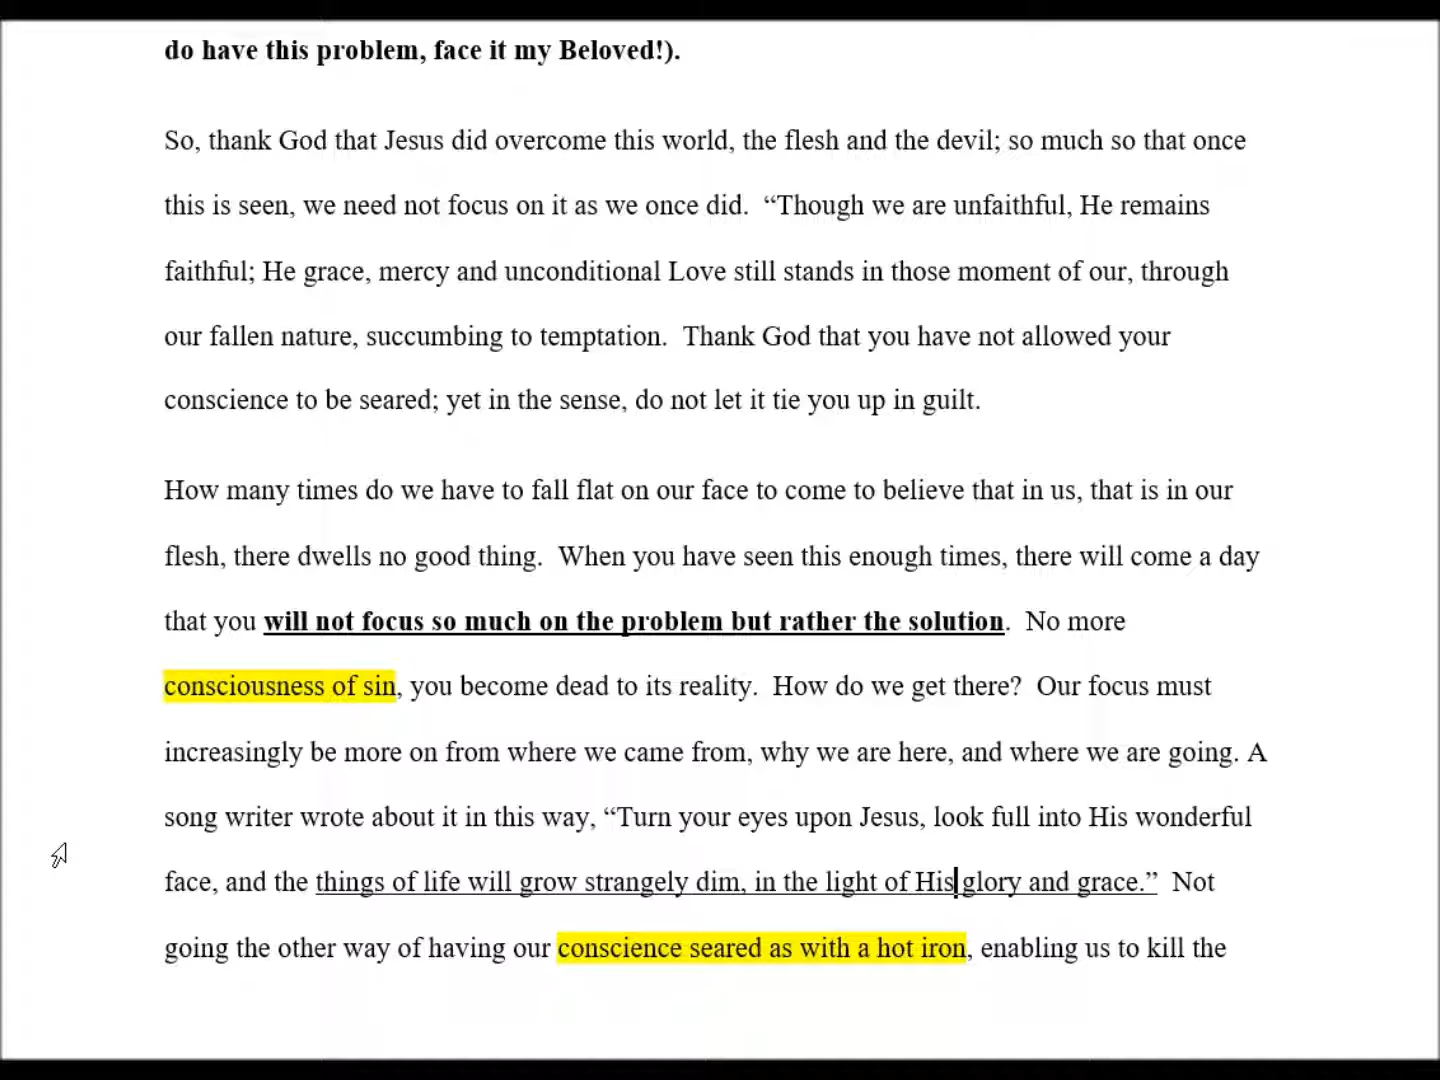 do have this problem, face it my Beloved!).
So, thank God that Jesus did overcome this world, the flesh and the devil; so much so that once
this is seen, we need not focus on it as we once did.  “Though we are unfaithful, He remains
faithful; He grace, mercy and unconditional Love still stands in those moment of our, through
our fallen nature, succumbing to temptation.  Thank God that you have not allowed your
conscience to be seared; yet in the sense, do not let it tie you up in guilt.
How many times do we have to fall flat on our face to come to believe that in us, that is in our
flesh, there dwells no good thing.  When you have seen this enough times, there will come a day
that you will not focus so much on the problem but rather the solution.  No more
consciousness of sin, you become dead to its reality.  How do we get there?  Our focus must
increasingly be more on from where we came from, why we are here, and where we are going. A
song writer wrote about it in this way, “Turn your eyes upon Jesus, look full into His wonderful
face, and the things of life will grow strangely dim, in the light of His glory and grace.”  Not
going the other way of having our conscience seared as with a hot iron, enabling us to kill the